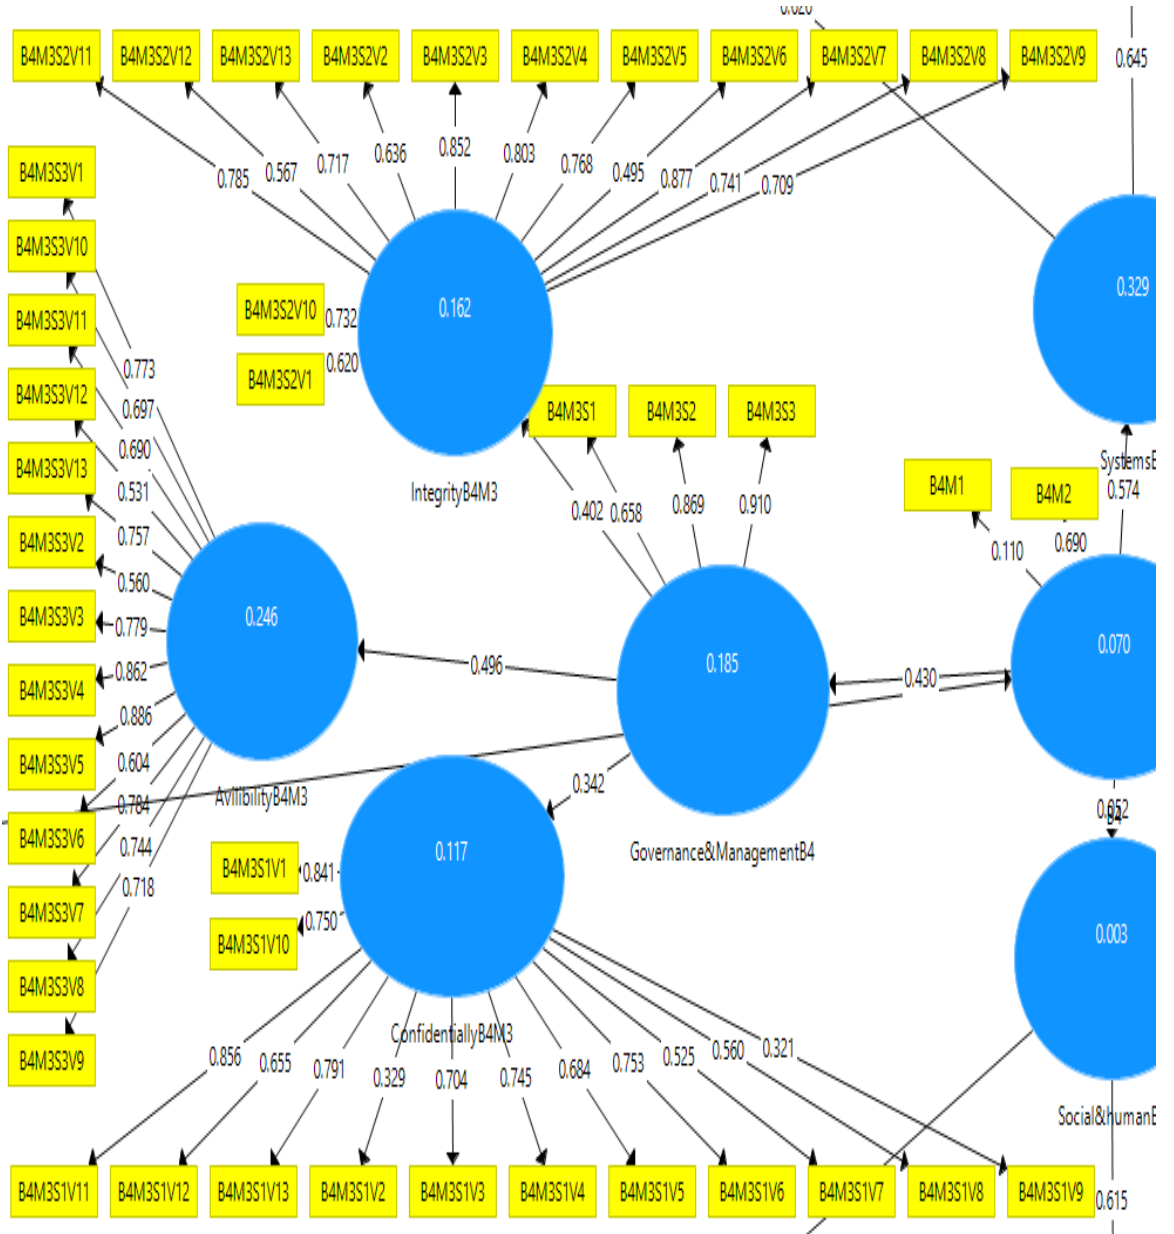 0.620
B4M3S2V11 B4M3S2V12 B4M3S2V13 B4M3S2V2 B4M3S2V3 B4M3S2V4 B4M3S2V5 B4M3S2V6 B4M3S2V7 B4M3S2V8 B4M3S2V9
0.645
0.785 0.567 0.717 0.636 0.852 0.803 0.768 0.495 0.877 0.741 0.709
B4M3S3V1
B4M3S3V10
B4M3S3V11
B4M3S3V12
B4M3S3V13
B4M3S3V2
B4M3S3V3
B4M3S3V4
B4M3S3V5
B4M3S3V6
B4M3S3V7
B4M3S3V8
B4M3S3V9
0.773
0.697
0.690
0.531
0.757
0.560
0.779
0.862
0.886
0.604
0.784
0.744
0.718
B4M3S2V10 0.732
B4M3S2V1 0.620
0.162
IntegrityB4M3
0.329
SystemsB
B4M3S1 B4M3S2 B4M3S3
0.402 0.658 0.869 0.910
B4M1 B4M2
0.110 0.690 0.574
0.246
AvilibilityB4M3
0.496
0.185
Governance&ManagementB4
0.430
0.070
B4
0.342
0.117
ConfidentiallyB4M3
B4M3S1V1 0.841
B4M3S1V10 0.750
0.003
Social&humanB
0.856 0.655 0.791 0.329 0.704 0.745 0.684 0.753 0.525 0.560 0.321
B4M3S1V11 B4M3S1V12 B4M3S1V13 B4M3S1V2 B4M3S1V3 B4M3S1V4 B4M3S1V5 B4M3S1V6 B4M3S1V7 B4M3S1V8 B4M3S1V9
0.615